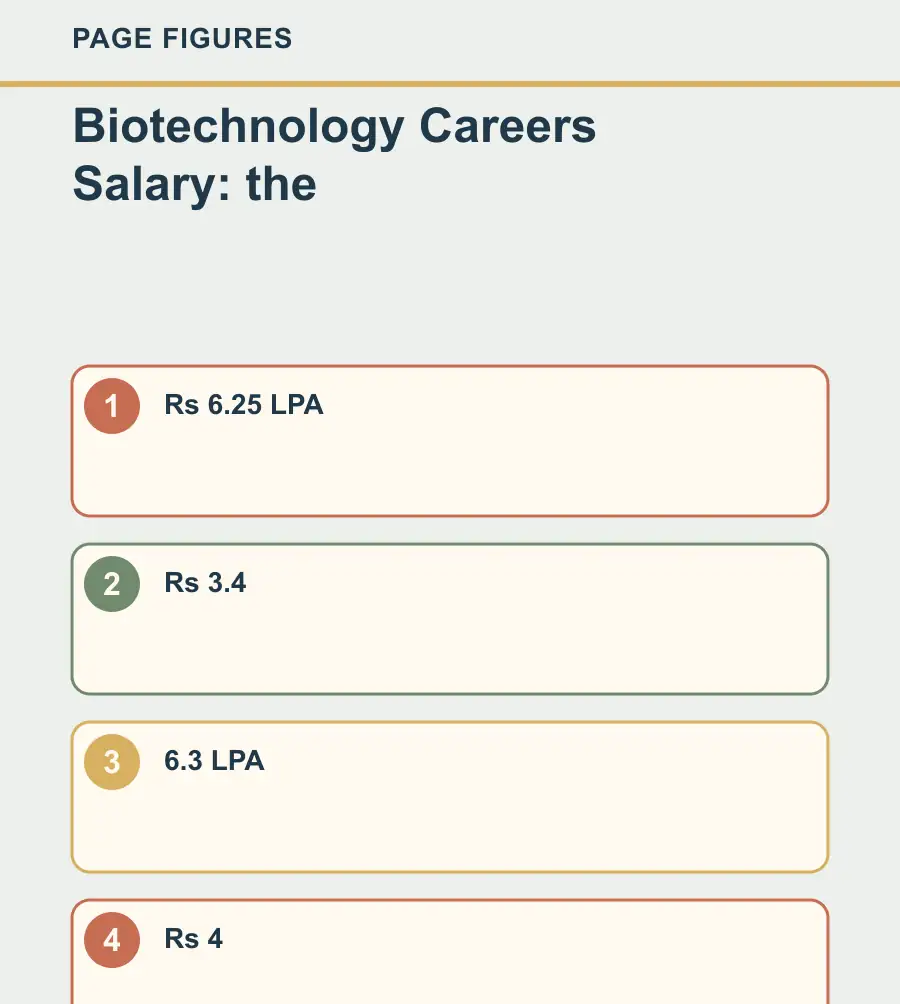 PAGE FIGURES
Biotechnology Careers
Salary: the
1 Rs 6.25 LPA
2 Rs 3.4
3 6.3 LPA
4 Rs 4